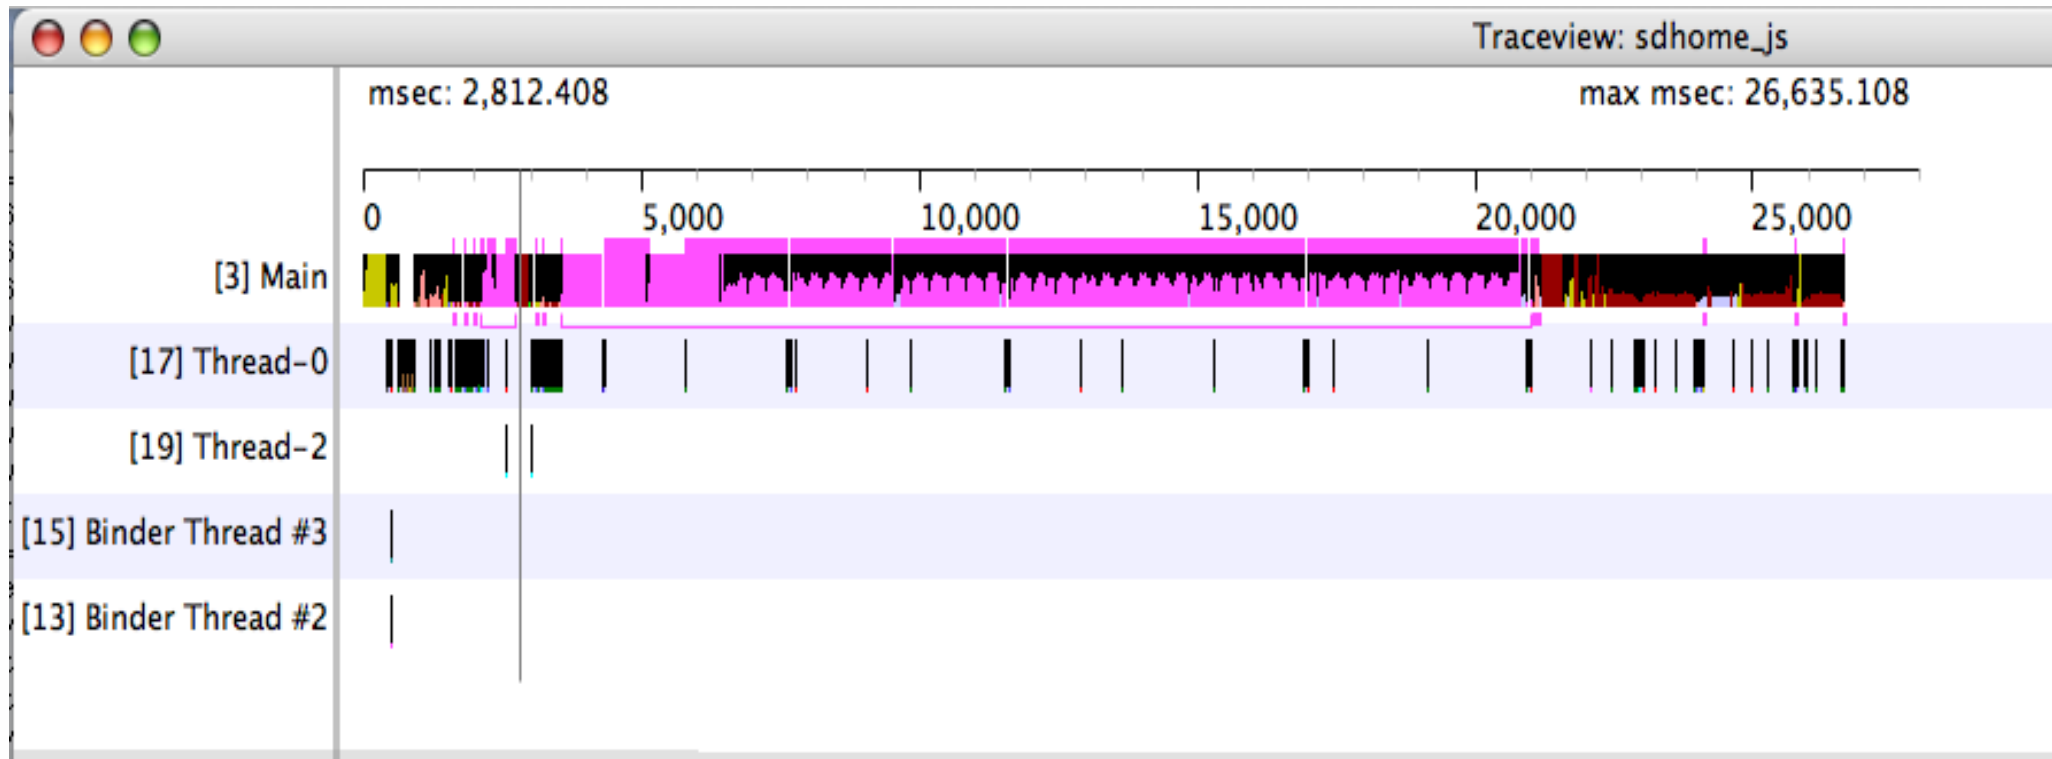 Traceview: sdhome_js
msec: 2,812.408 max msec: 26,635.108
0 5,000 10,000 15,000 20,000 25,000
[3] Main
[17] Thread-0
[19] Thread-2
[15] Binder Thread #3
[13] Binder Thread #2